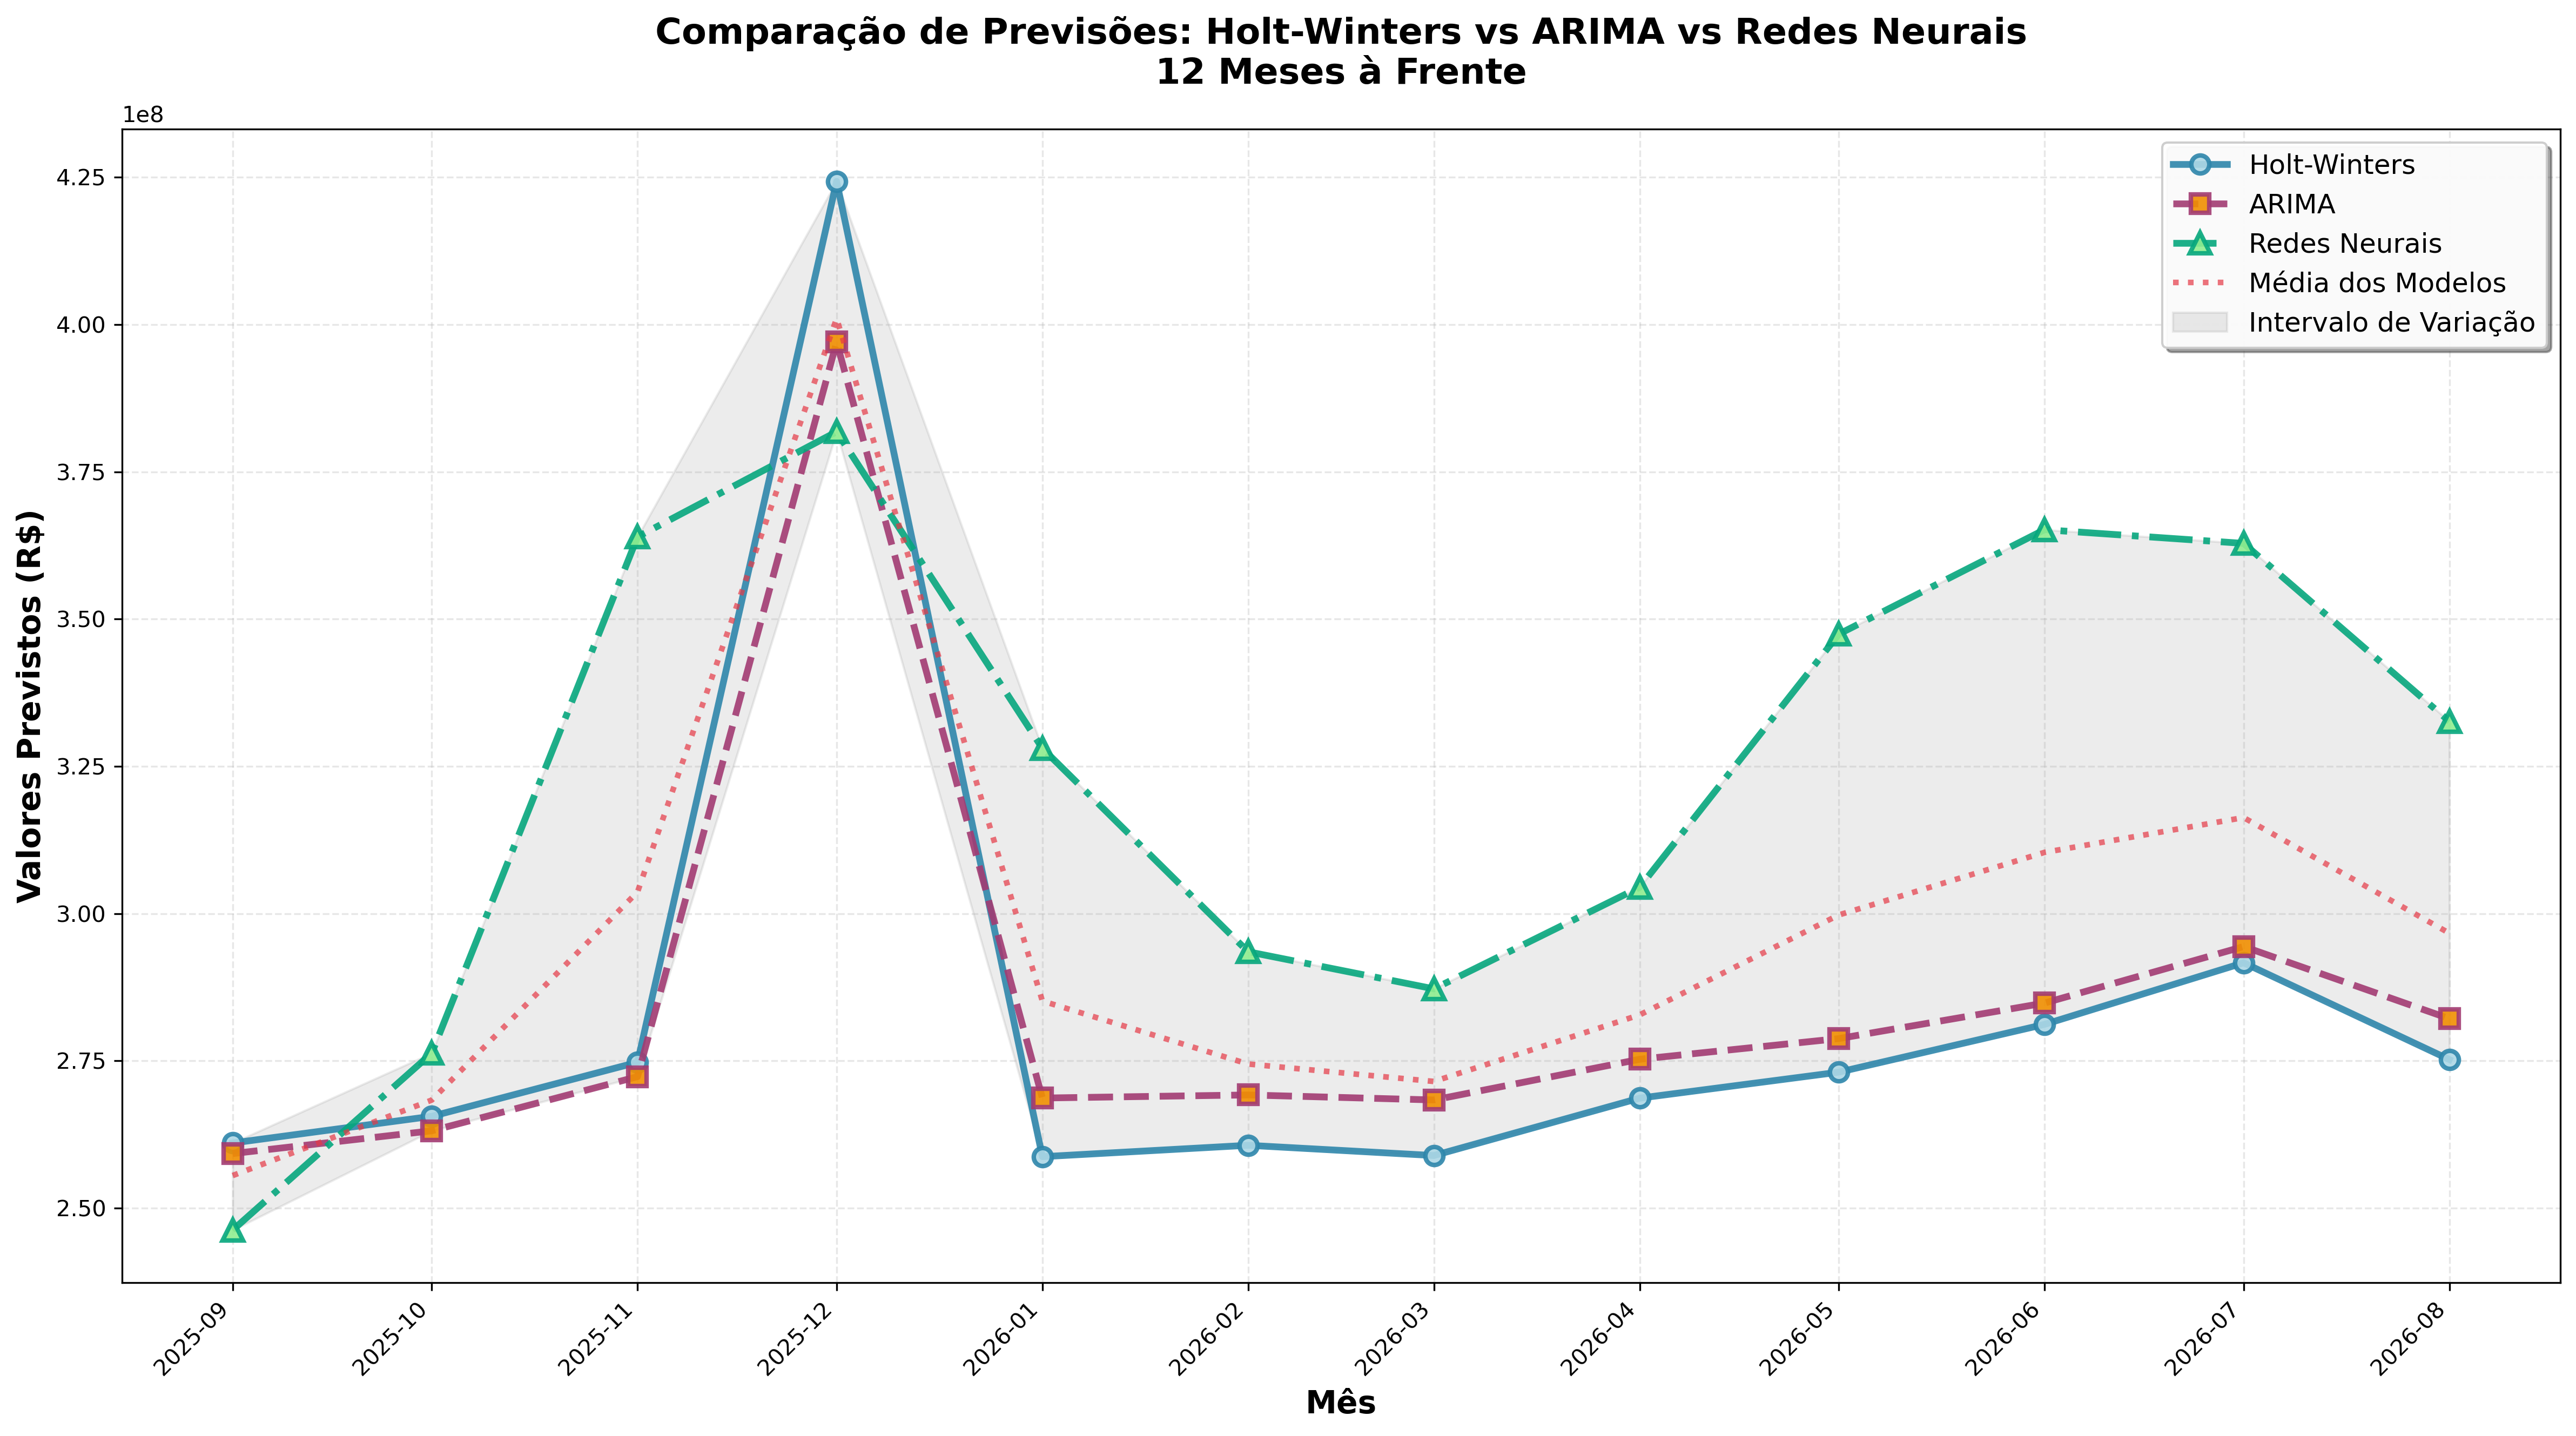 Comparação de Previsões: Holt-Winters vs ARIMA vs Redes Neurais
12 Meses à Frente
1e8
4.25
4.00
3.75
3.50
3.25
3.00
2.75
2.50
Valores Previstos (R$)
Holt-Winters
ARIMA
Redes Neurais
Média dos Modelos
Intervalo de Variação
2025-09
2025-10
2025-11
2025-12
2026-01
2026-02
2026-03
2026-04
2026-05
2026-06
2026-07
2026-08
Mês